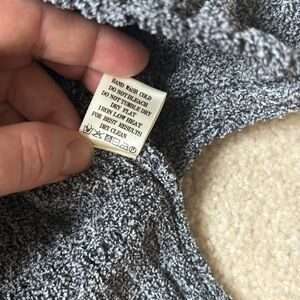 HAND WASH COLD
DO NOT BLEACH
DO NOT TUMBLE DRY
DRY FLAT
IRON LOW HEAT
FOR BEST RESULTS
DRY CLEAN